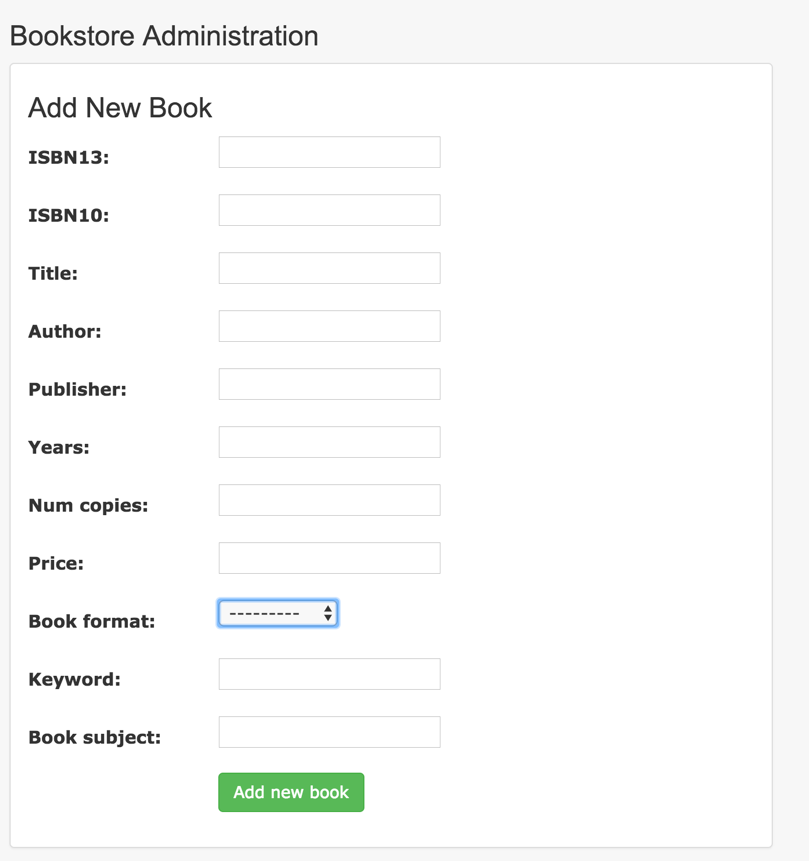 Bookstore Administration
Add New Book
ISBN13:
ISBN10:
Title:
Author:
Publisher:
Years:
Num copies:
Price:
Book format: ---------
Keyword:
Book subject:
Add new book